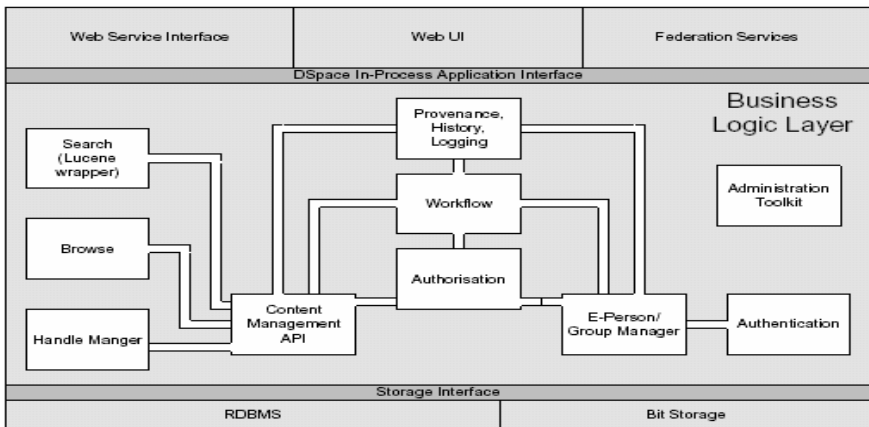 Web Service Interface
Web UI
Federation Services
DSpace In-Process Application Interface
Business
Logic Layer
Provenance,
History,
Logging
Search
(Lucene
wrapper)
Administration
Toolkit
Workflow
Browse
Authorisation
Content
Management
API
E-Person/
Group Manager
Authentication
Handle Manger
Storage Interface
RDBMS
Bit Storage